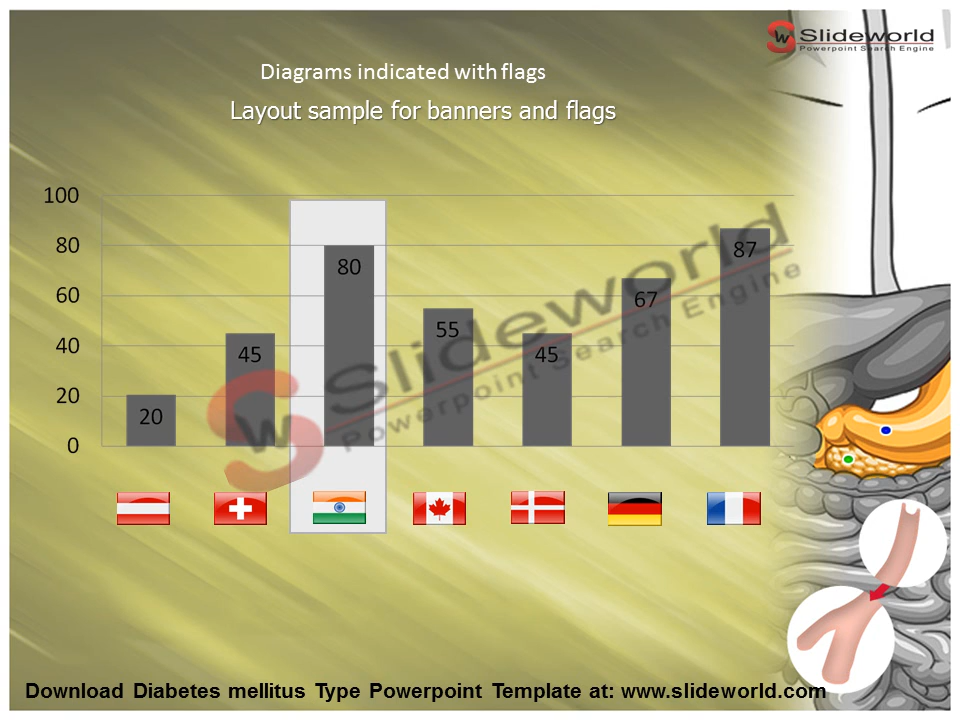 Slideworld
Powerpoint Search Engine
Diagrams indicated with flags
Layout sample for banners and flags
100
80
60
40
20
0
20
45
80
55
45
67
87
W Slideworld
Powerpoint Search Engine
Download Diabetes mellitus Type Powerpoint Template at: www.slideworld.com